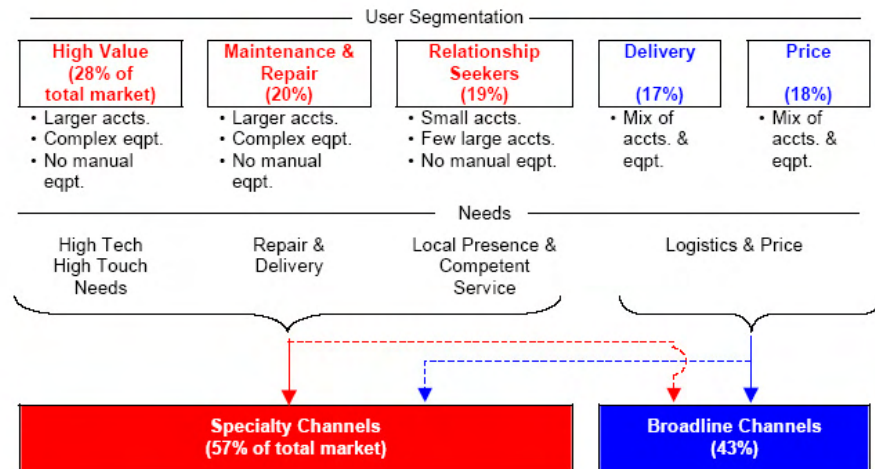 User Segmentation
High Value
(28% of
total market)
Maintenance &
Repair
(20%)
Relationship
Seekers
(19%)
Delivery
(17%)
Price
(18%)
• Larger accts.
• Complex eqpt.
• No manual
eqpt.
• Larger accts.
• Complex eqpt.
• No manual
eqpt.
• Small accts.
• Few large accts.
• No manual eqpt.
• Mix of
accts. &
eqpt.
• Mix of
accts. &
eqpt.
Needs
High Tech
High Touch
Needs
Repair &
Delivery
Local Presence &
Competent
Service
Logistics & Price
Specialty Channels
(57% of total market)
Broadline Channels
(43%)